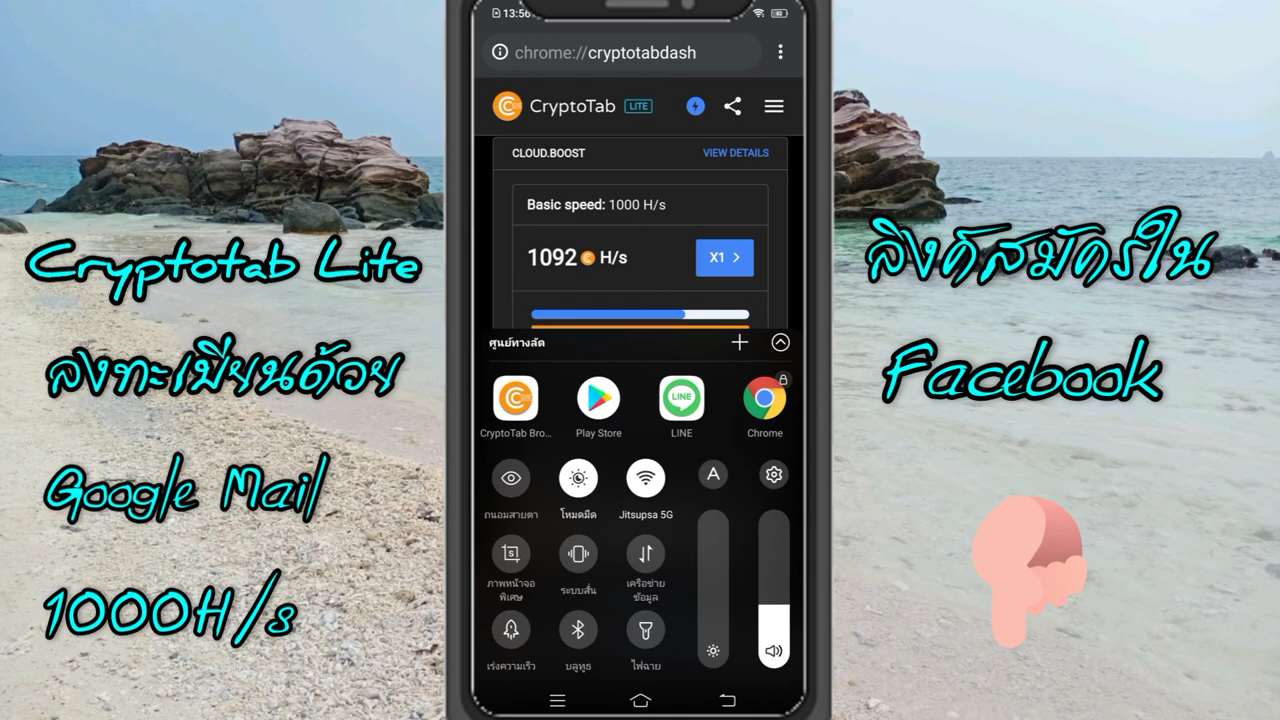 Cryptotab Lite
ลงทะเบียนด้วย
Google Mail
1000H/s
13:56
62
chrome://cryptotabdash
CryptoTab LITE
CLOUD.BOOST VIEW DETAILS
Basic speed: 1000 H/s
1092 H/s X1 >
ศูนย์ทางลัด
LINE
CryptoTab Bro... Play Store LINE Chrome
A
ถนอมสายตา โหมดมืด Jitsupsa 5G
S
ภาพหน้าจอพิเศษ ระบบสั่น เครือข่ายข้อมูล
เร่งความเร็ว บลูทูธ ไฟฉาย
ลิงค์สมัครใน
Facebook